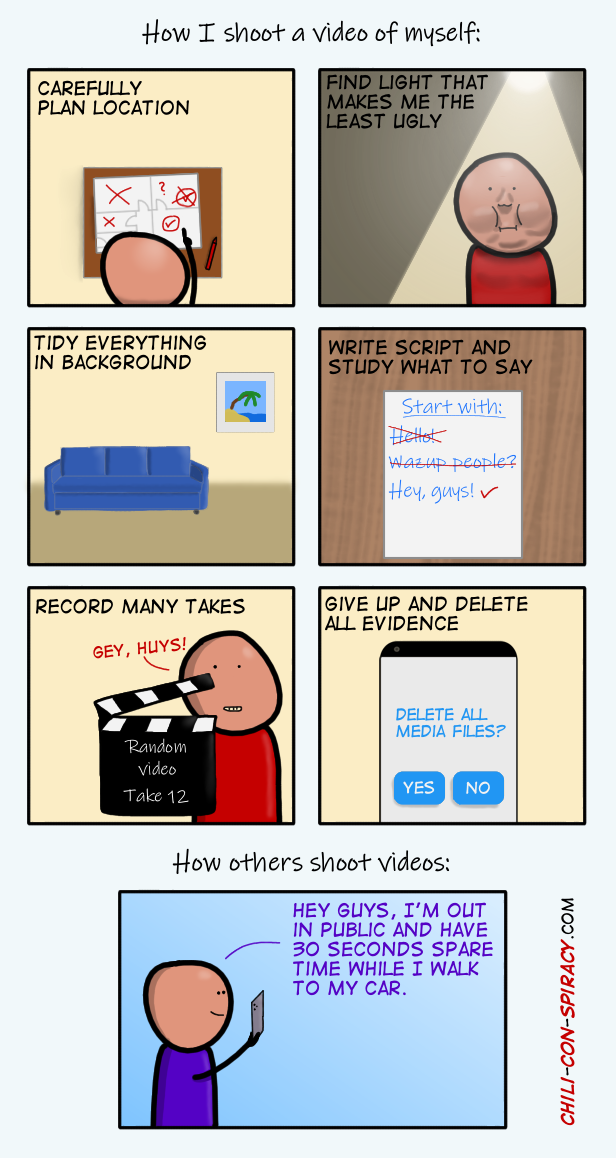 How I shoot a video of myself:
CAREFULLY
PLAN LOCATION
?
FIND LIGHT THAT
MAKES ME THE
LEAST UGLY
TIDY EVERYTHING
IN BACKGROUND
WRITE SCRIPT AND
STUDY WHAT TO SAY
Start with:
Hello!
Wazup people?
Hey, guys!
RECORD MANY TAKES
GEY, HUYS!
Random
video
Take 12
GIVE UP AND DELETE
ALL EVIDENCE
DELETE ALL
MEDIA FILES?
YES NO
How others shoot videos:
HEY GUYS, I'M OUT
IN PUBLIC AND HAVE
30 SECONDS SPARE
TIME WHILE I WALK
TO MY CAR.
CHILI-CON-SPIRACY.COM